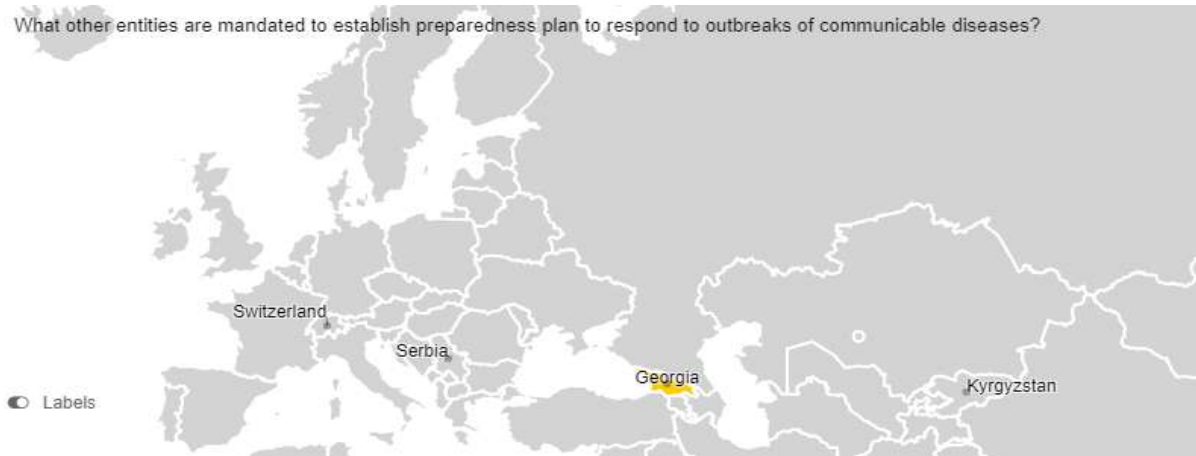 What other entities are mandated to establish preparedness plan to respond to outbreaks of communicable diseases?
Switzerland
Serbia
Georgia
Kyrgyzstan
Labels